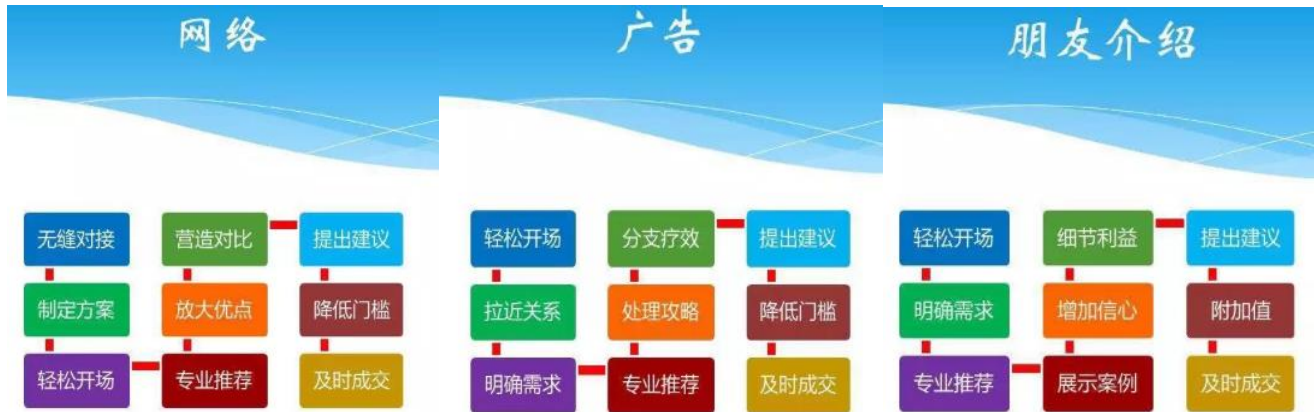 网络
无缝对接 营造对比 提出建议
制定方案 放大优点 降低门槛
轻松开场 专业推荐 及时成交
广告
轻松开场 分支疗效 提出建议
拉近关系 处理攻略 降低门槛
明确需求 专业推荐 及时成交
朋友介绍
轻松开场 细节利益 提出建议
明确需求 增加信心 附加值
专业推荐 展示案例 及时成交